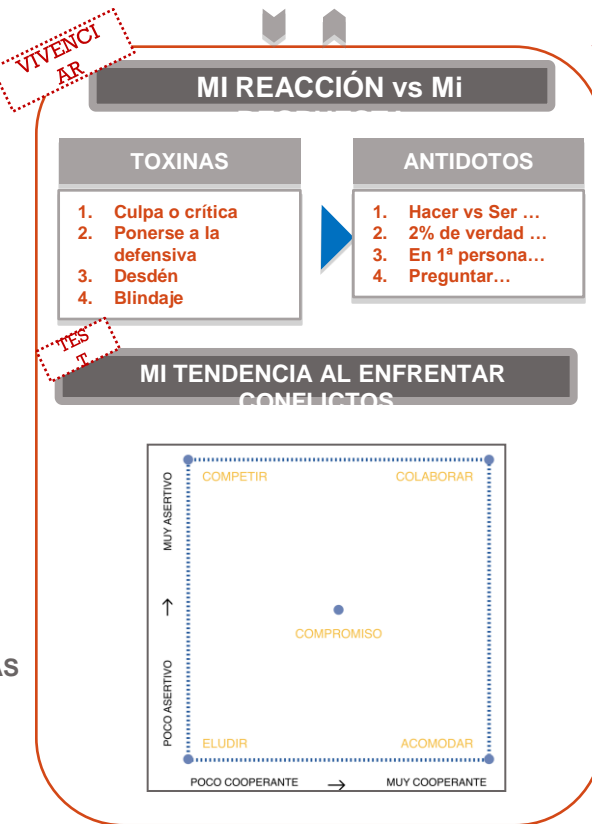 VIVENCI
AR
MI REACCIÓN vs Mi
TOXINAS
1. Culpa o crítica
2. Ponerse a la
defensiva
3. Desdén
4. Blindaje
ANTIDOTOS
1. Hacer vs Ser …
2. 2% de verdad …
3. En 1ª persona…
4. Preguntar…
TES
T
MI TENDENCIA AL ENFRENTAR
CONFLICTOS
MUY ASERTIVO
→
POCO ASERTIVO
COMPETIR
COLABORAR
COMPROMISO
ELUDIR
ACOMODAR
POCO COOPERANTE → MUY COOPERANTE
AS